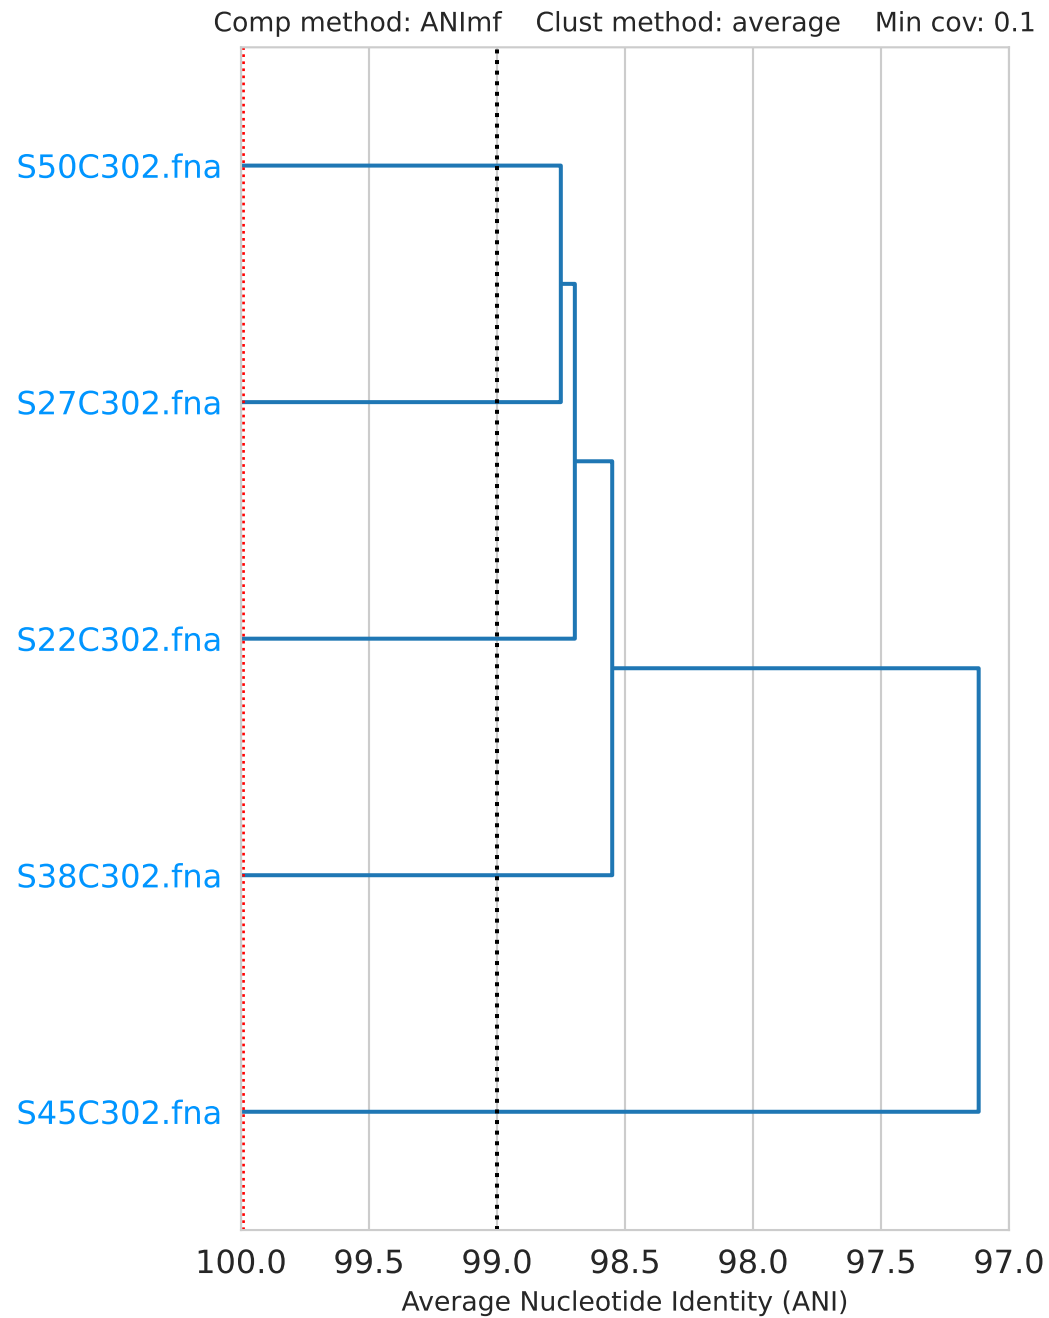 Comp method: ANImf    Clust method: average    Min cov: 0.1
S50C302.fna
S27C302.fna
S22C302.fna
S38C302.fna
S45C302.fna
100.0 99.5 99.0 98.5 98.0 97.5 97.0
Average Nucleotide Identity (ANI)